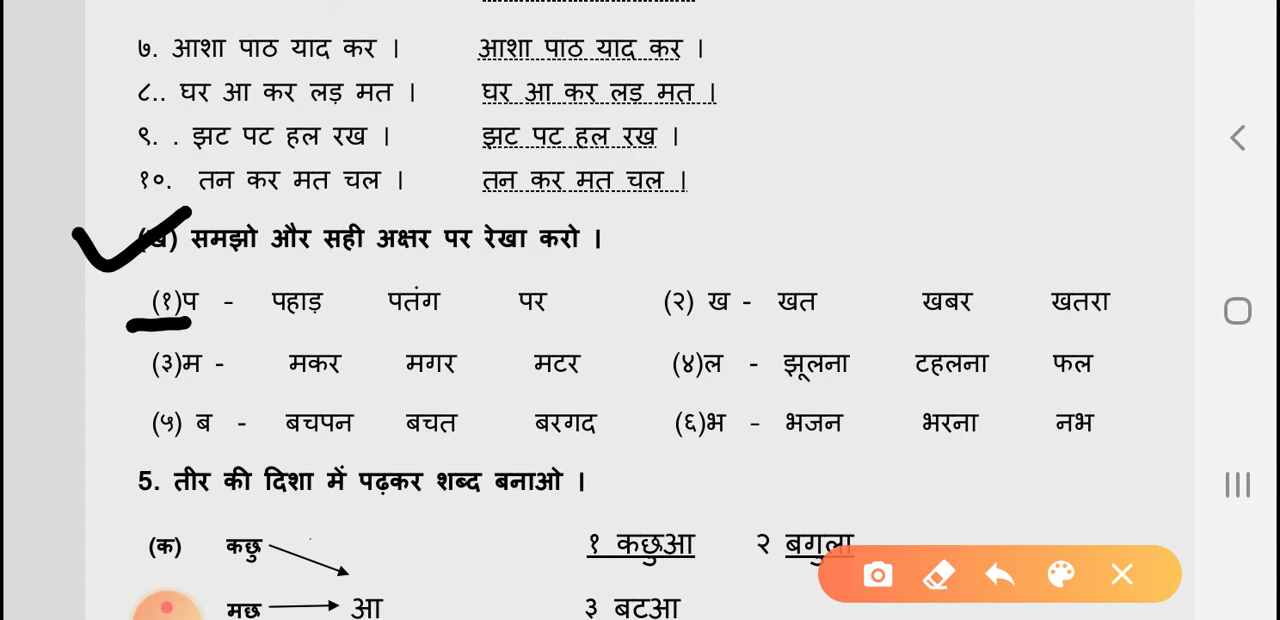 ७. आशा पाठ याद कर । आशा पाठ याद कर ।
८.. घर आ कर लड़ मत । घर आ कर लड मत ।
९. . झट पट हल रख । झट पट हल रख ।
१०. तन कर मत चल । तन कर मत चल ।
(ख) समझो और सही अक्षर पर रेखा करो ।
(१)प - पहाड़ पतंग पर (२) ख - खत खबर खतरा
(३)म - मकर मगर मटर (४)ल - झूलना टहलना फल
(५) ब - बचपन बचत बरगद (६)भ - भजन भरना नभ
5. तीर की दिशा में पढ़कर शब्द बनाओ ।
(क) कछु १ कछुआ २ बगुला
मछ आ ३ बटआ